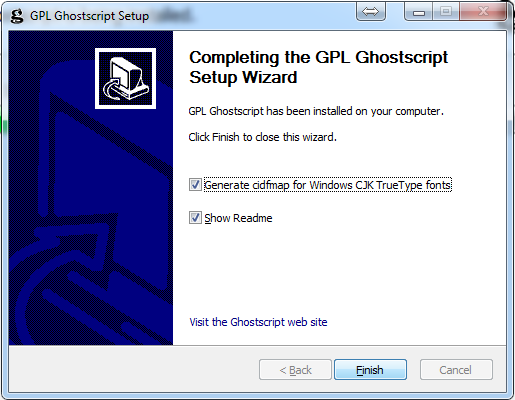 GPL Ghostscript Setup
Completing the GPL Ghostscript
Setup Wizard
GPL Ghostscript has been installed on your computer.
Click Finish to close this wizard.
Generate cidfmap for Windows CJK TrueType fonts
Show Readme
Visit the Ghostscript web site
< Back
Finish
Cancel